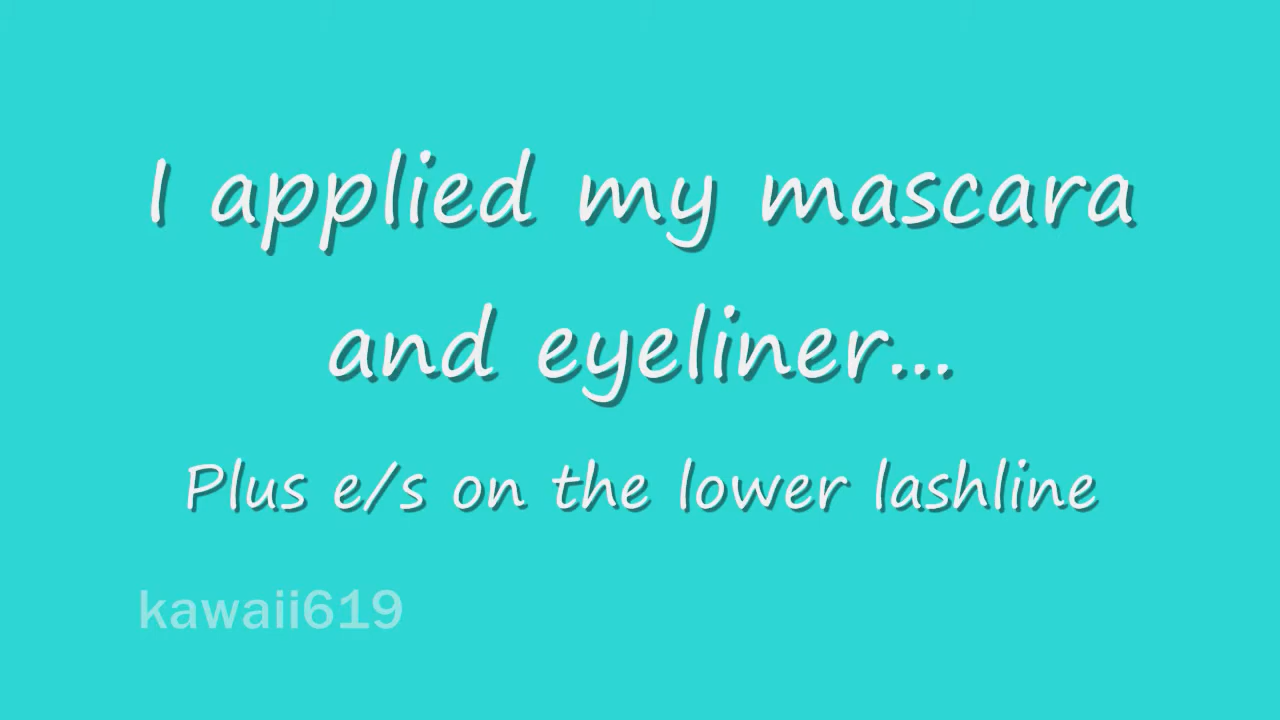 I applied my mascara
and eyeliner...
Plus e/s on the lower lashline
kawaii619